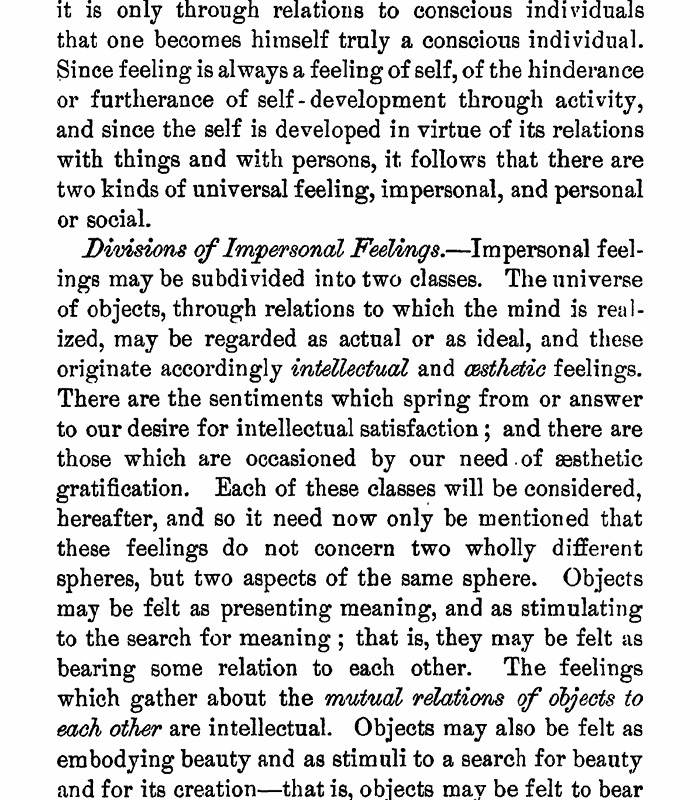 it is only through relations to conscious individuals
that one becomes himself truly a conscious individual.
Since feeling is always a feeling of self, of the hinderance
or furtherance of self-development through activity,
and since the self is developed in virtue of its relations
with things and with persons, it follows that there are
two kinds of universal feeling, impersonal, and personal
or social.
Divisions of Impersonal Feelings.—Impersonal feel-
ings may be subdivided into two classes. The universe
of objects, through relations to which the mind is real-
ized, may be regarded as actual or as ideal, and these
originate accordingly intellectual and æsthetic feelings.
There are the sentiments which spring from or answer
to our desire for intellectual satisfaction; and there are
those which are occasioned by our need of æsthetic
gratification. Each of these classes will be considered,
hereafter, and so it need now only be mentioned that
these feelings do not concern two wholly different
spheres, but two aspects of the same sphere. Objects
may be felt as presenting meaning, and as stimulating
to the search for meaning; that is, they may be felt as
bearing some relation to each other. The feelings
which gather about the mutual relations of objects to
each other are intellectual. Objects may also be felt as
embodying beauty and as stimuli to a search for beauty
and for its creation—that is, objects may be felt to bear